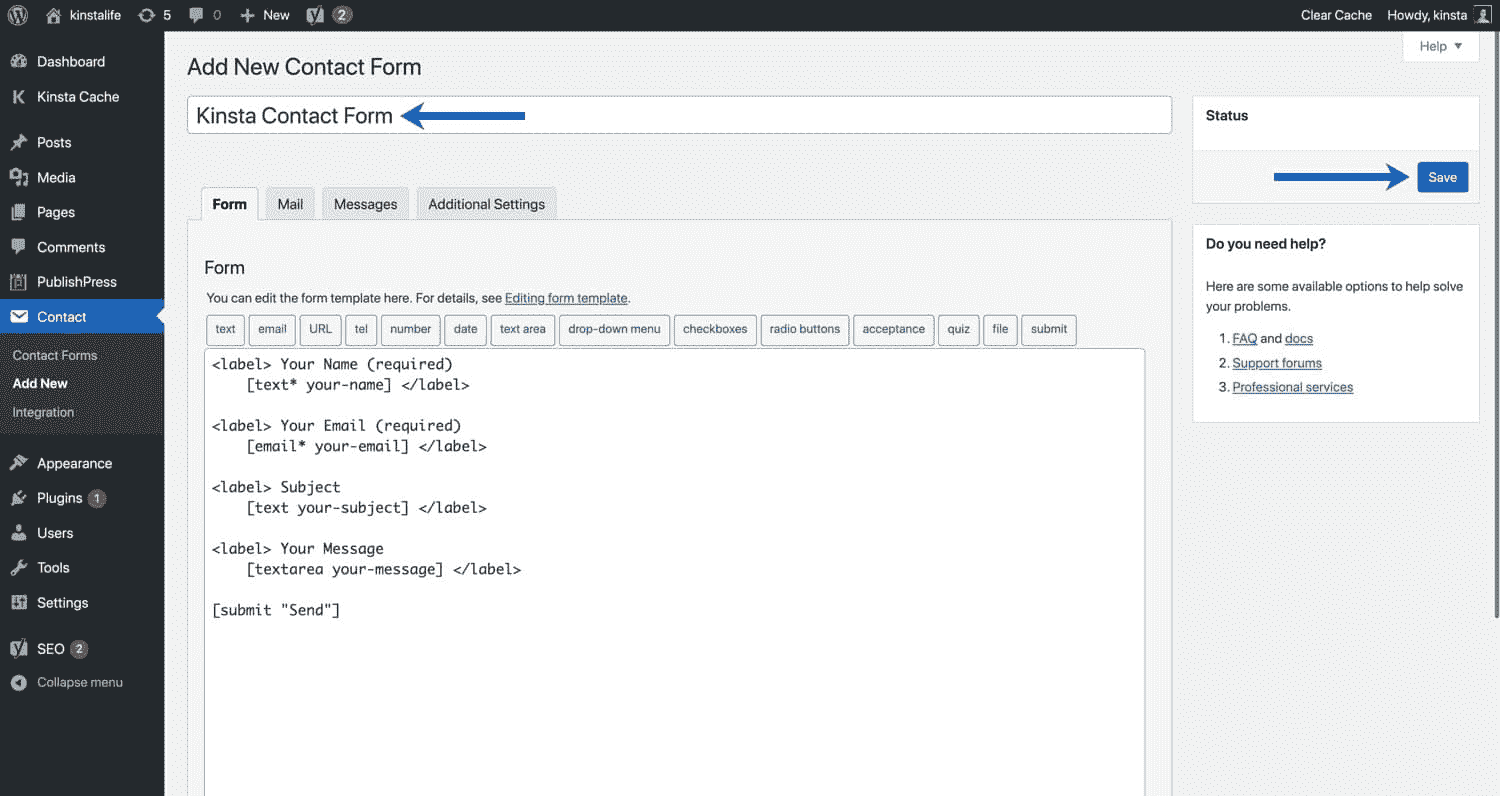 kinstalife 5 0 New 2 Clear Cache Howdy, kinsta
Help
Dashboard
Kinsta Cache
Posts
Media
Pages
Comments
PublishPress
Contact
Contact Forms
Add New
Integration
Appearance
Plugins 1
Users
Tools
Settings
SEO 2
Collapse menu
Add New Contact Form
Kinsta Contact Form
Form Mail Messages Additional Settings
Form
You can edit the form template here. For details, see Editing form template.
text email URL tel number date text area drop-down menu checkboxes radio buttons acceptance quiz file submit
<label> Your Name (required)
    [text* your-name] </label>

<label> Your Email (required)
    [email* your-email] </label>

<label> Subject
    [text your-subject] </label>

<label> Your Message
    [textarea your-message] </label>

[submit "Send"]
Status
Save
Do you need help?
Here are some available options to help solve
your problems.
1. FAQ and docs
2. Support forums
3. Professional services